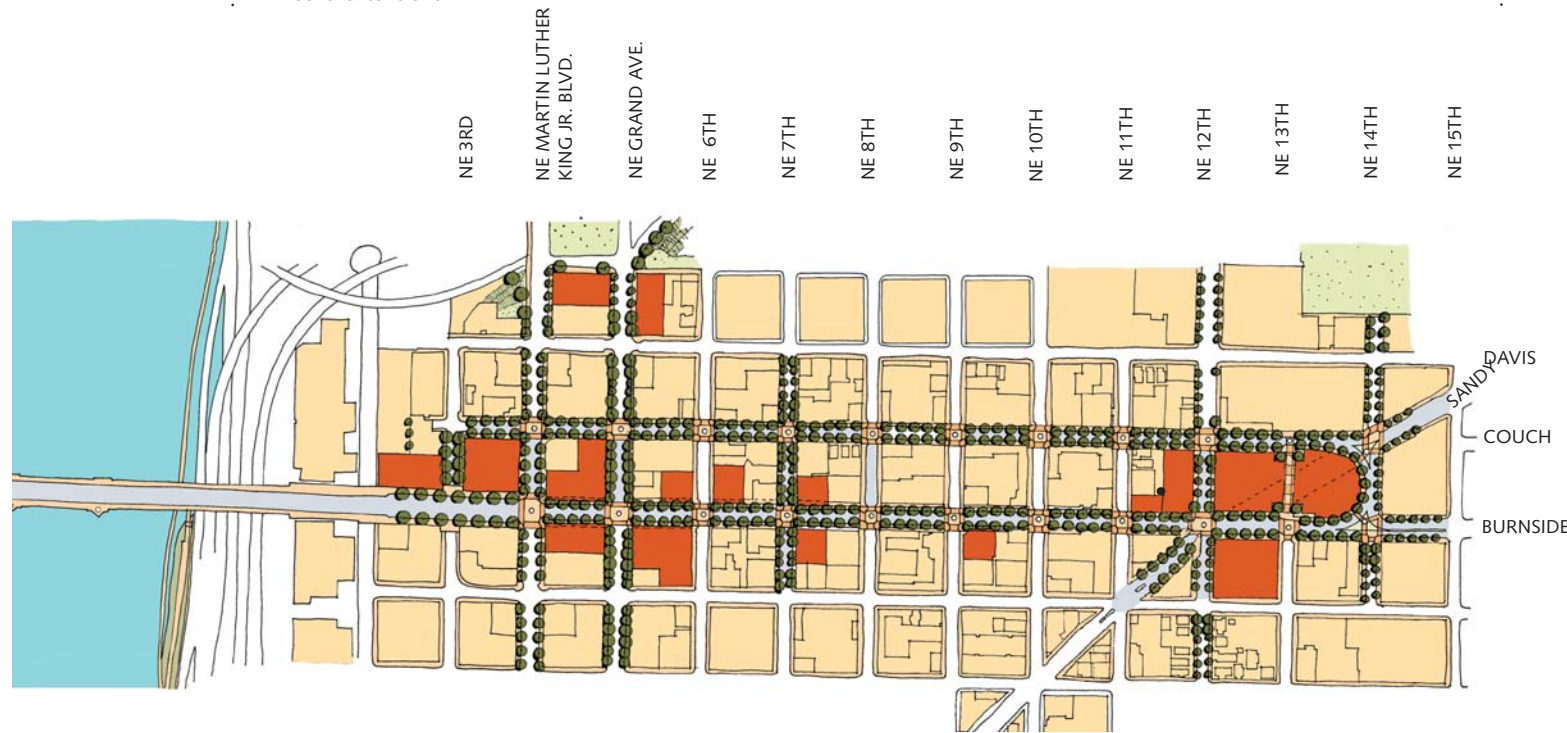 NE 3RD
NE MARTIN LUTHER
KING JR. BLVD.
NE GRAND AVE.
NE 6TH
NE 7TH
NE 8TH
NE 9TH
NE 10TH
NE 11TH
NE 12TH
NE 13TH
NE 14TH
NE 15TH
DAVIS
SANDY
COUCH
BURNSIDE